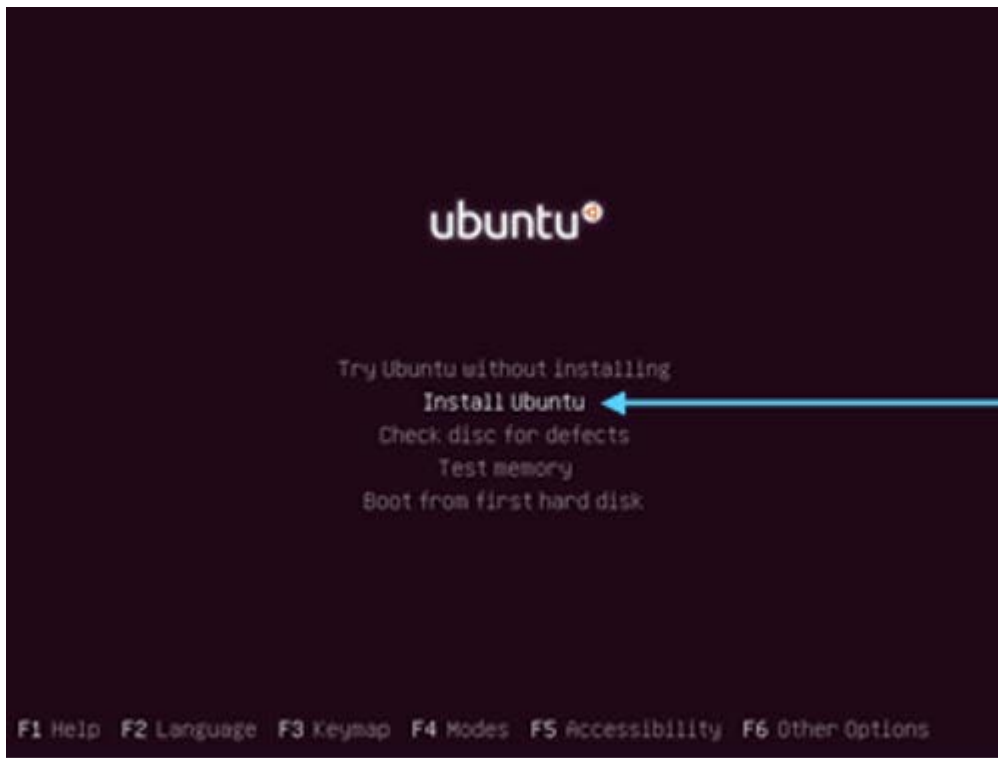 ubuntu
Try Ubuntu without installing
Install Ubuntu
Check disc for defects
Test memory
Boot from first hard disk
F1 Help F2 Language F3 Keymap F4 Modes F5 Accessibility F6 Other Options